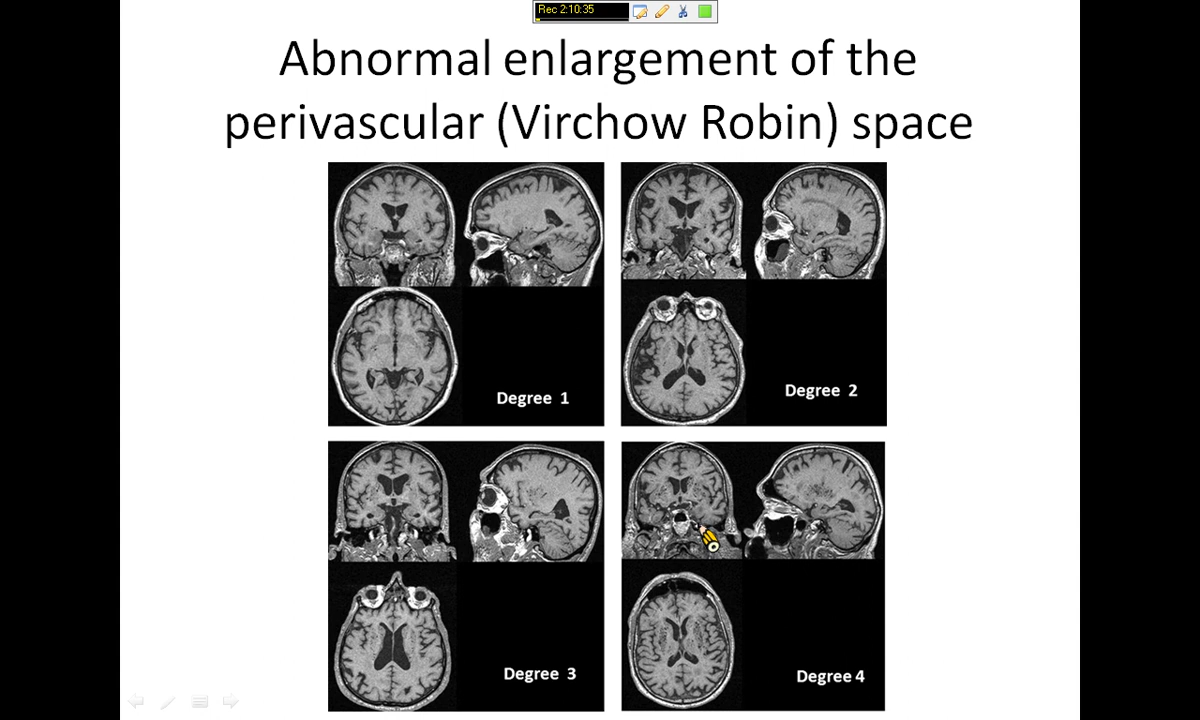 Rec 2:10:35
Abnormal enlargement of the
perivascular (Virchow Robin) space
Degree 1
Degree 2
Degree 3
Degree 4